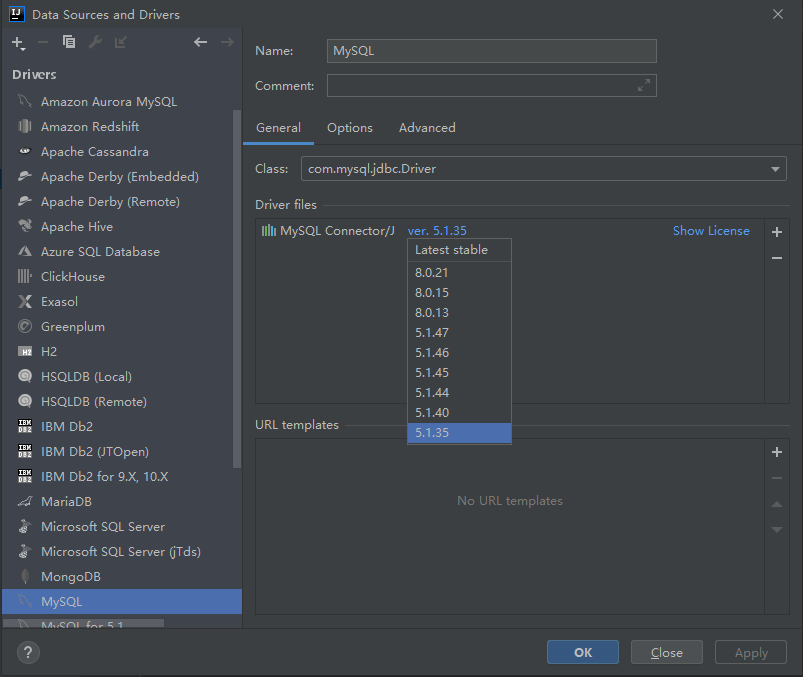 Data Sources and Drivers
Drivers
Amazon Aurora MySQL
Amazon Redshift
Apache Cassandra
Apache Derby (Embedded)
Apache Derby (Remote)
Apache Hive
Azure SQL Database
ClickHouse
Exasol
Greenplum
H2
HSQLDB (Local)
HSQLDB (Remote)
IBM Db2
IBM Db2 (JTOpen)
IBM Db2 for 9.X, 10.X
MariaDB
Microsoft SQL Server
Microsoft SQL Server (jTds)
MongoDB
MySQL
MySQL for 5.1
Name: MySQL
Comment:
General Options Advanced
Class: com.mysql.jdbc.Driver
Driver files
MySQL Connector/J ver. 5.1.35 Show License
Latest stable
8.0.21
8.0.15
8.0.13
5.1.47
5.1.46
5.1.45
5.1.44
5.1.40
5.1.35
URL templates
No URL templates
? OK Close Apply